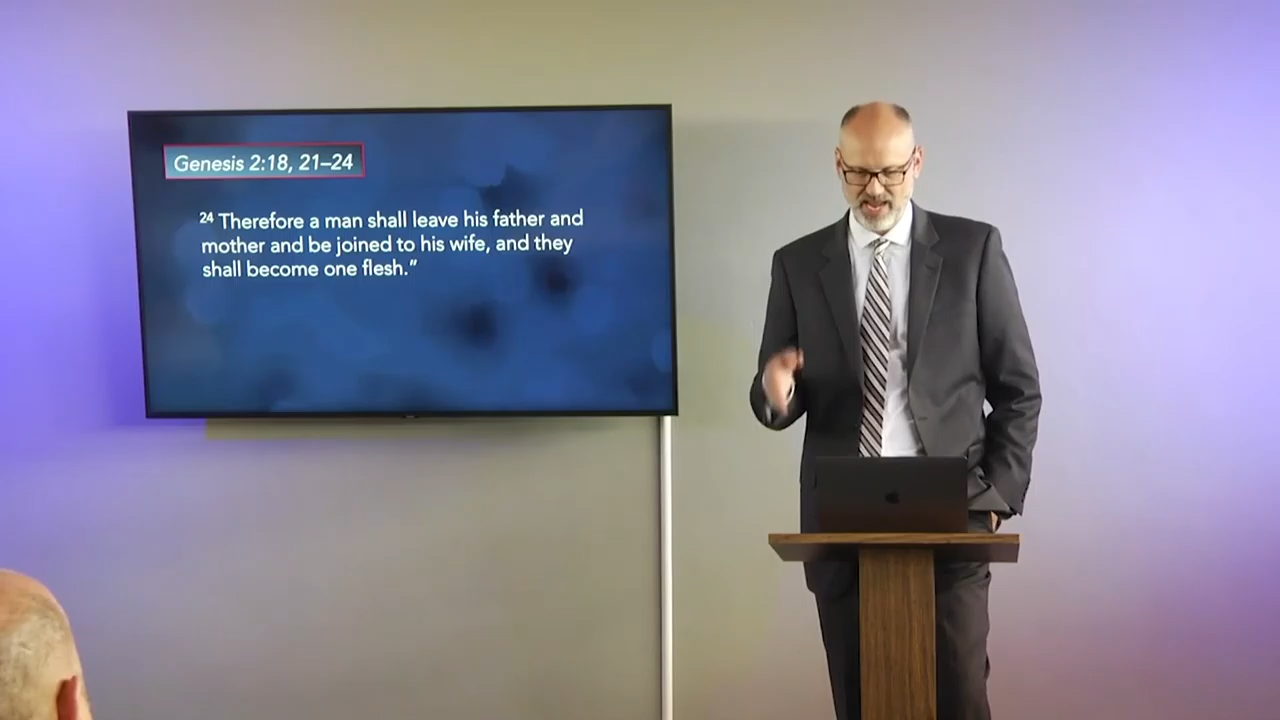 Genesis 2:18, 21–24
24 Therefore a man shall leave his father and
mother and be joined to his wife, and they
shall become one flesh.”